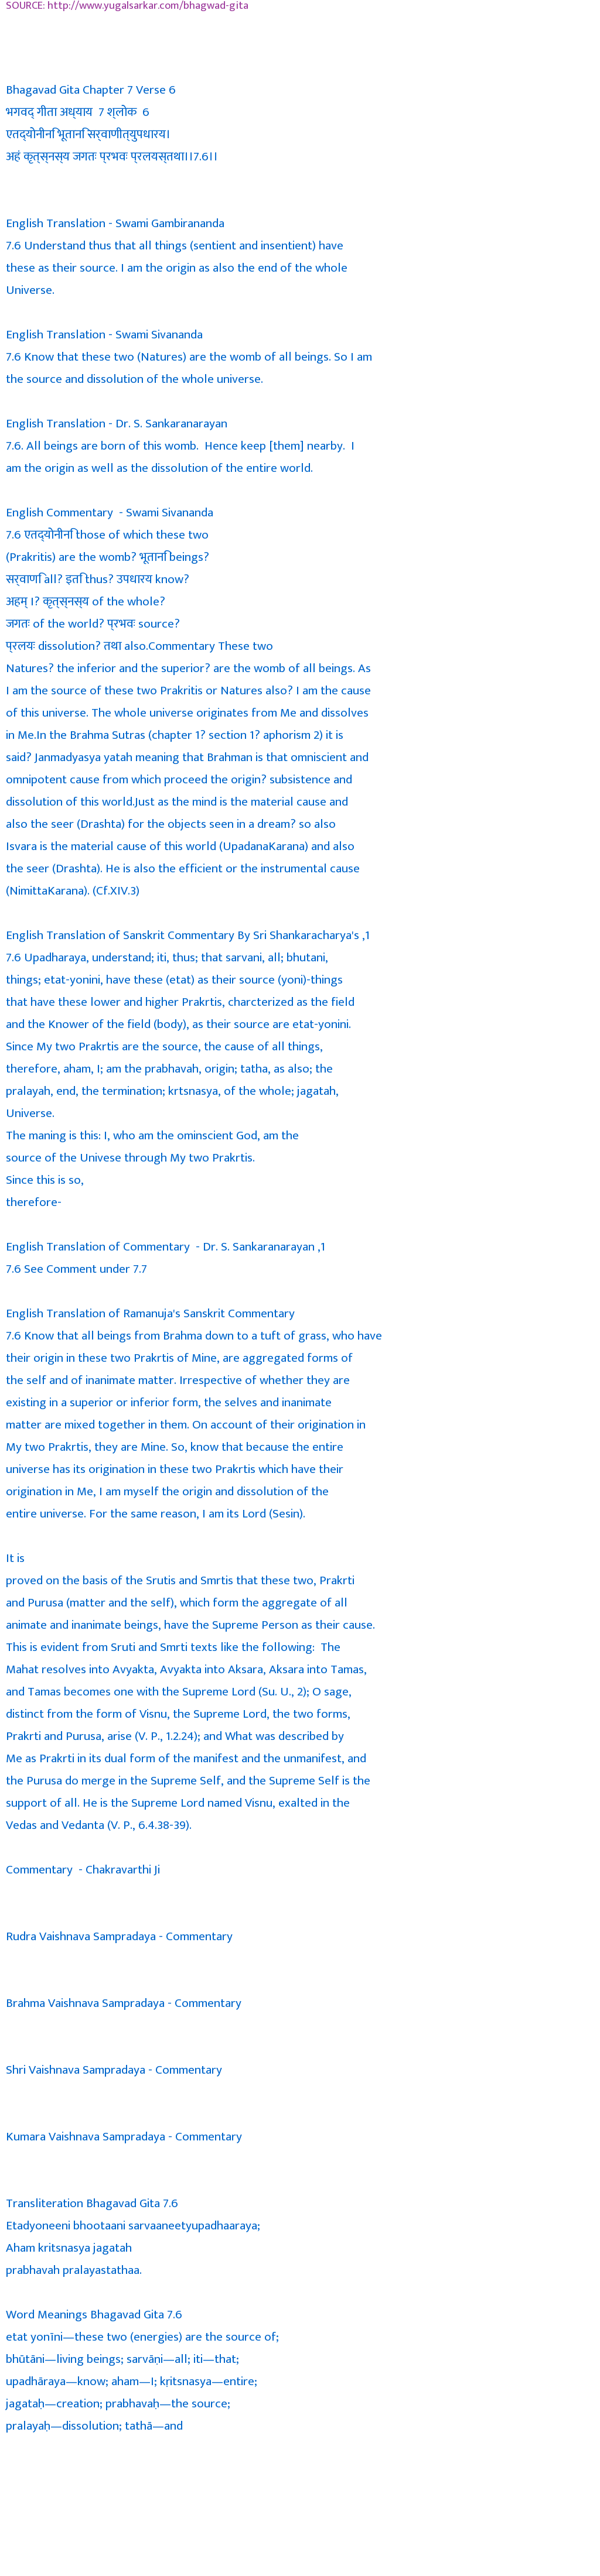 SOURCE: http://www.yugalsarkar.com/bhagwad-gita
Bhagavad Gita Chapter 7 Verse 6
भगवद् गीता अध्याय 7 श्लोक 6
एतद्योनीनि भूतानि सर्वाणीत्युपधारय।
अहं कृत्स्नस्य जगतः प्रभवः प्रलयस्तथा।।7.6।।
English Translation - Swami Gambirananda
7.6 Understand thus that all things (sentient and insentient) have
these as their source. I am the origin as also the end of the whole
Universe.
English Translation - Swami Sivananda
7.6 Know that these two (Natures) are the womb of all beings. So I am
the source and dissolution of the whole universe.
English Translation - Dr. S. Sankaranarayan
7.6. All beings are born of this womb. Hence keep [them] nearby. I
am the origin as well as the dissolution of the entire world.
English Commentary - Swami Sivananda
7.6 एतद्योनीनि those of which these two
(Prakritis) are the womb? भूतानि beings?
सर्वाणि all? इति thus? उपधारय know?
अहम् I? कृत्स्नस्य of the whole?
जगतः of the world? प्रभवः source?
प्रलयः dissolution? तथा also.Commentary These two
Natures? the inferior and the superior? are the womb of all beings. As
I am the source of these two Prakritis or Natures also? I am the cause
of this universe. The whole universe originates from Me and dissolves
in Me.In the Brahma Sutras (chapter 1? section 1? aphorism 2) it is
said? Janmadyasya yatah meaning that Brahman is that omniscient and
omnipotent cause from which proceed the origin? subsistence and
dissolution of this world.Just as the mind is the material cause and
also the seer (Drashta) for the objects seen in a dream? so also
Isvara is the material cause of this world (UpadanaKarana) and also
the seer (Drashta). He is also the efficient or the instrumental cause
(NimittaKarana). (Cf.XIV.3)
English Translation of Sanskrit Commentary By Sri Shankaracharya's ,1
7.6 Upadharaya, understand; iti, thus; that sarvani, all; bhutani,
things; etat-yonini, have these (etat) as their source (yoni)-things
that have these lower and higher Prakrtis, charcterized as the field
and the Knower of the field (body), as their source are etat-yonini.
Since My two Prakrtis are the source, the cause of all things,
therefore, aham, I; am the prabhavah, origin; tatha, as also; the
pralayah, end, the termination; krtsnasya, of the whole; jagatah,
Universe.
The maning is this: I, who am the ominscient God, am the
source of the Univese through My two Prakrtis.
Since this is so,
therefore-
English Translation of Commentary - Dr. S. Sankaranarayan ,1
7.6 See Comment under 7.7
English Translation of Ramanuja's Sanskrit Commentary
7.6 Know that all beings from Brahma down to a tuft of grass, who have
their origin in these two Prakrtis of Mine, are aggregated forms of
the self and of inanimate matter. Irrespective of whether they are
existing in a superior or inferior form, the selves and inanimate
matter are mixed together in them. On account of their origination in
My two Prakrtis, they are Mine. So, know that because the entire
universe has its origination in these two Prakrtis which have their
origination in Me, I am myself the origin and dissolution of the
entire universe. For the same reason, I am its Lord (Sesin).
It is
proved on the basis of the Srutis and Smrtis that these two, Prakrti
and Purusa (matter and the self), which form the aggregate of all
animate and inanimate beings, have the Supreme Person as their cause.
This is evident from Sruti and Smrti texts like the following: The
Mahat resolves into Avyakta, Avyakta into Aksara, Aksara into Tamas,
and Tamas becomes one with the Supreme Lord (Su. U., 2); O sage,
distinct from the form of Visnu, the Supreme Lord, the two forms,
Prakrti and Purusa, arise (V. P., 1.2.24); and What was described by
Me as Prakrti in its dual form of the manifest and the unmanifest, and
the Purusa do merge in the Supreme Self, and the Supreme Self is the
support of all. He is the Supreme Lord named Visnu, exalted in the
Vedas and Vedanta (V. P., 6.4.38-39).
Commentary - Chakravarthi Ji
Rudra Vaishnava Sampradaya - Commentary
Brahma Vaishnava Sampradaya - Commentary
Shri Vaishnava Sampradaya - Commentary
Kumara Vaishnava Sampradaya - Commentary
Transliteration Bhagavad Gita 7.6
Etadyoneeni bhootaani sarvaaneetyupadhaaraya;
Aham kritsnasya jagatah
prabhavah pralayastathaa.
Word Meanings Bhagavad Gita 7.6
etat yonīni—these two (energies) are the source of;
bhūtāni—living beings; sarvāṇi—all; iti—that;
upadhāraya—know; aham—I; kṛitsnasya—entire;
jagataḥ—creation; prabhavaḥ—the source;
pralayaḥ—dissolution; tathā—and